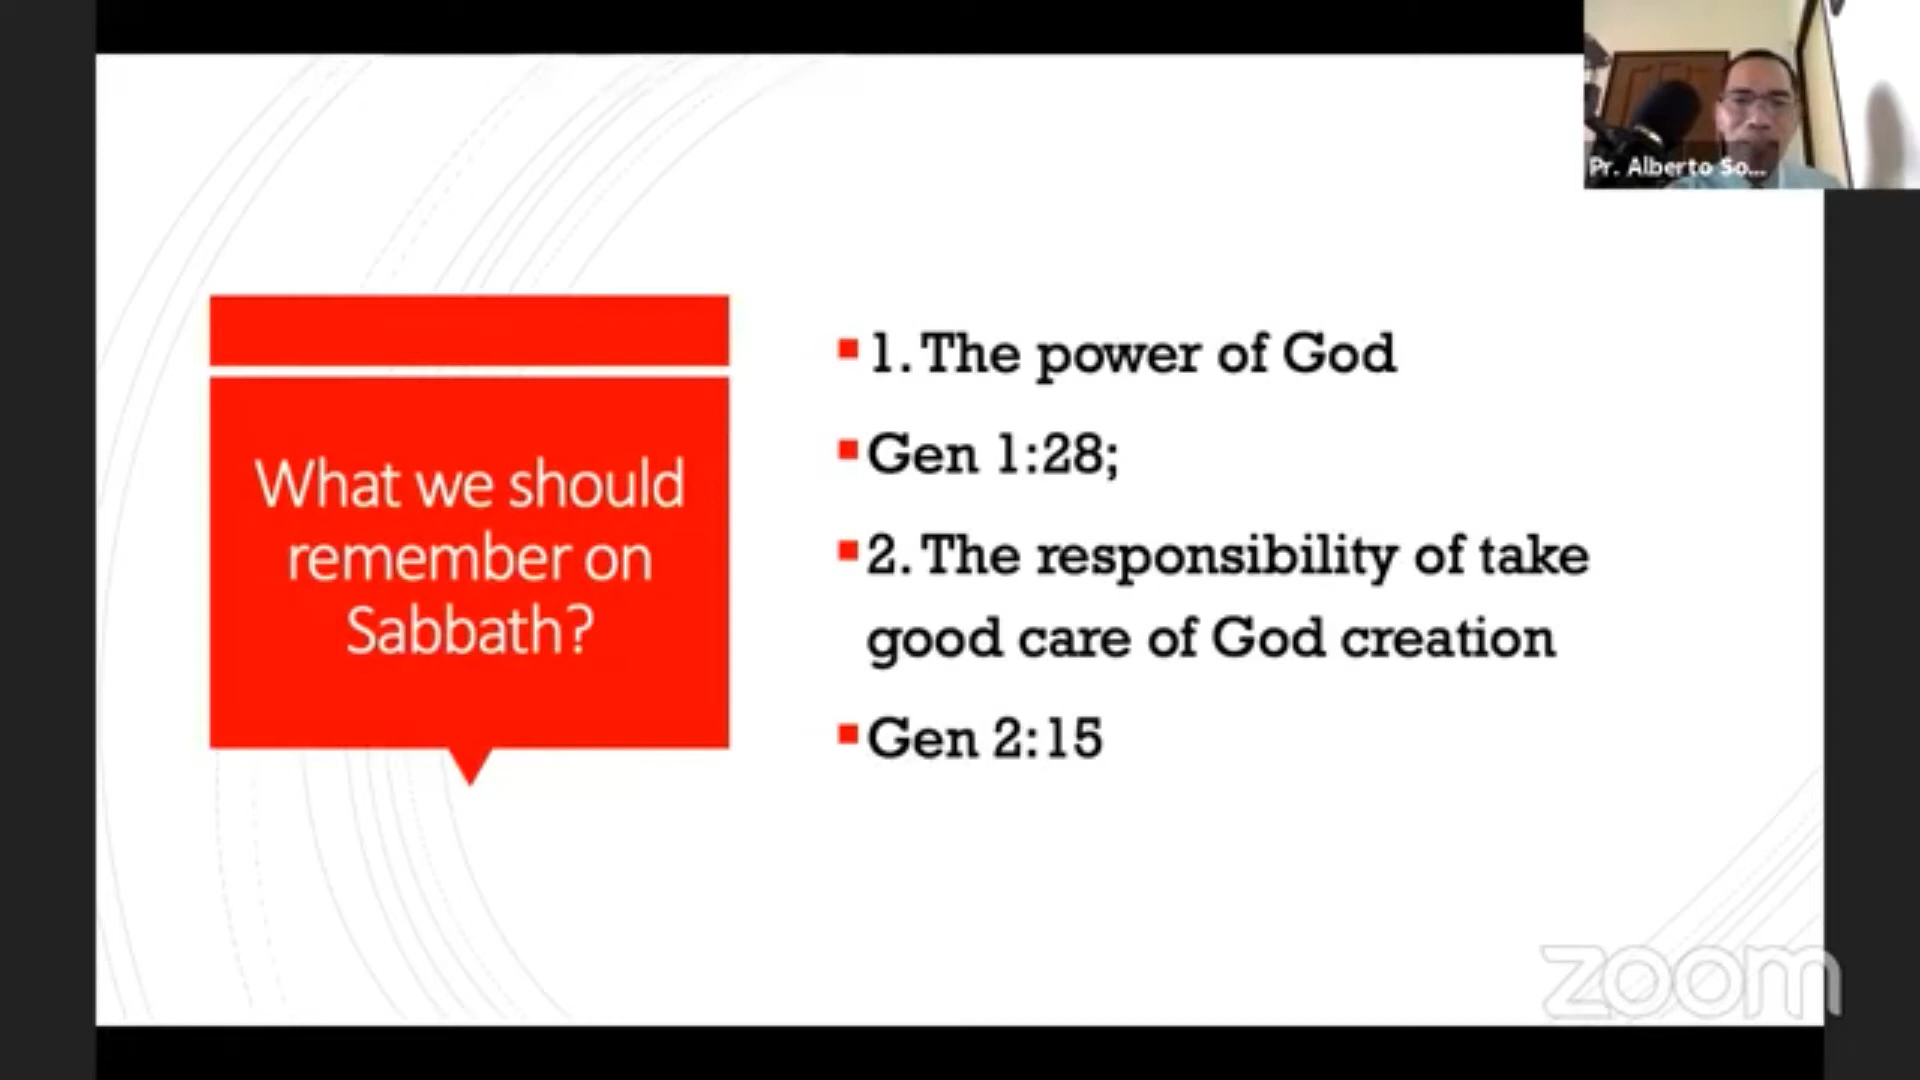 Pr. Alberto So...
What we should
remember on
Sabbath?
1. The power of God
Gen 1:28;
2. The responsibility of take
good care of God creation
Gen 2:15
zoom